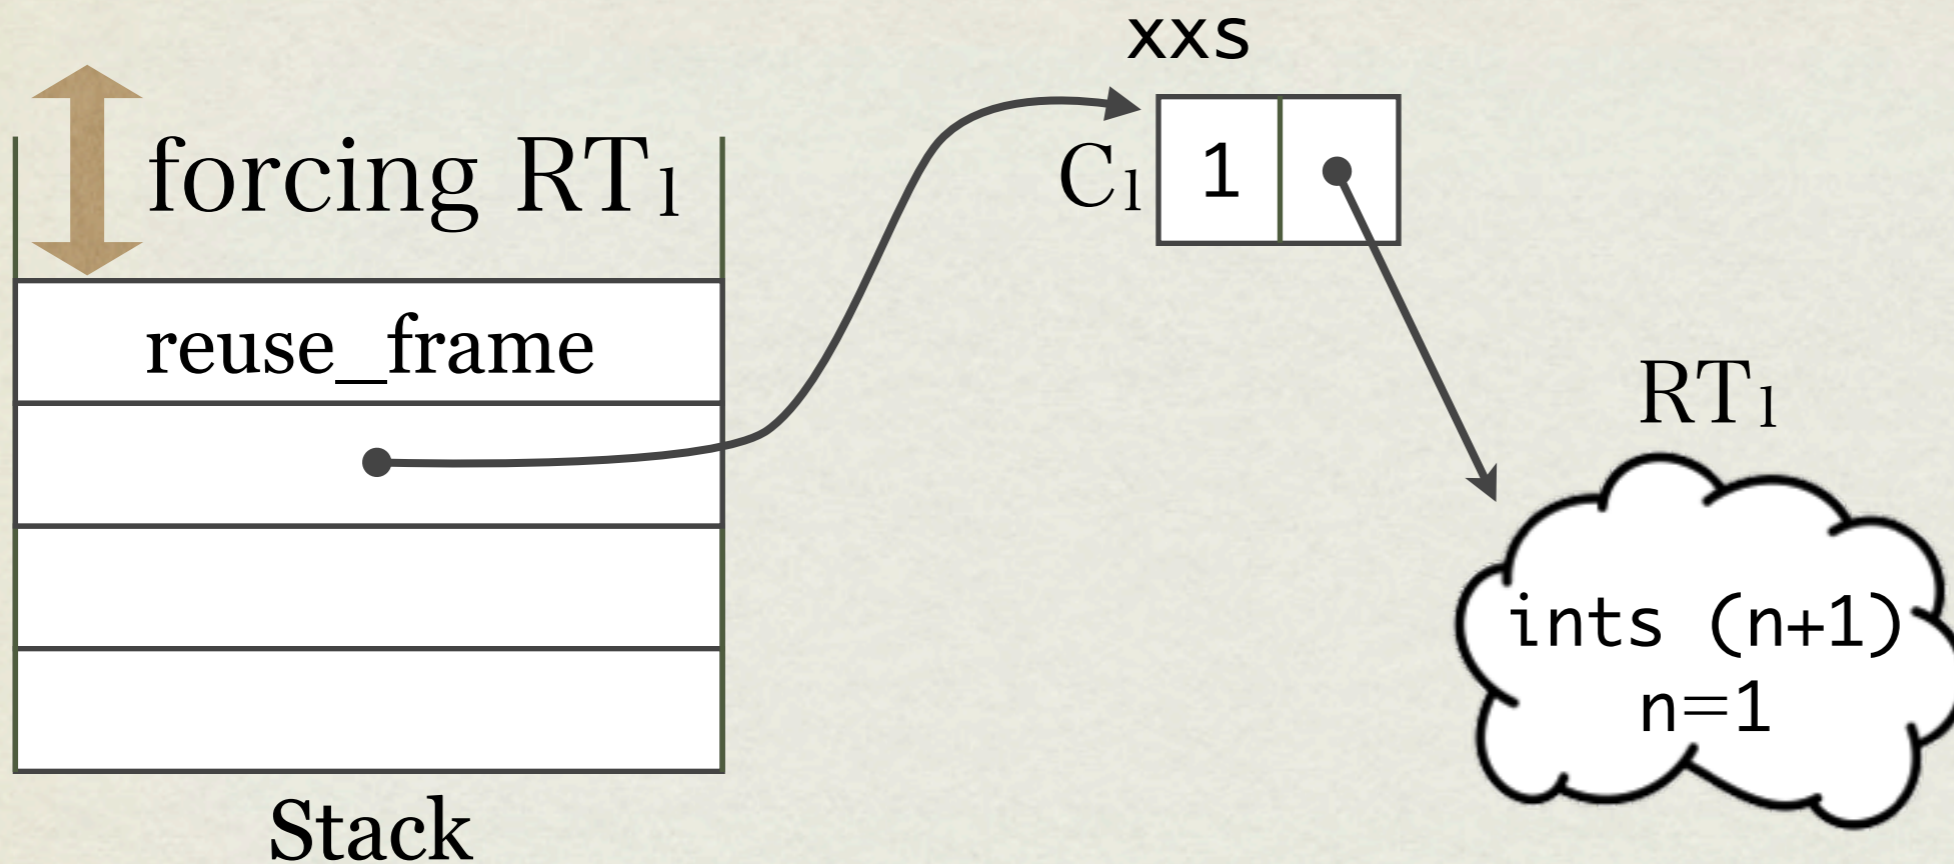 xxs
forcing RT₁
C₁ 1
reuse_frame
RT₁
ints (n+1)
n=1
Stack